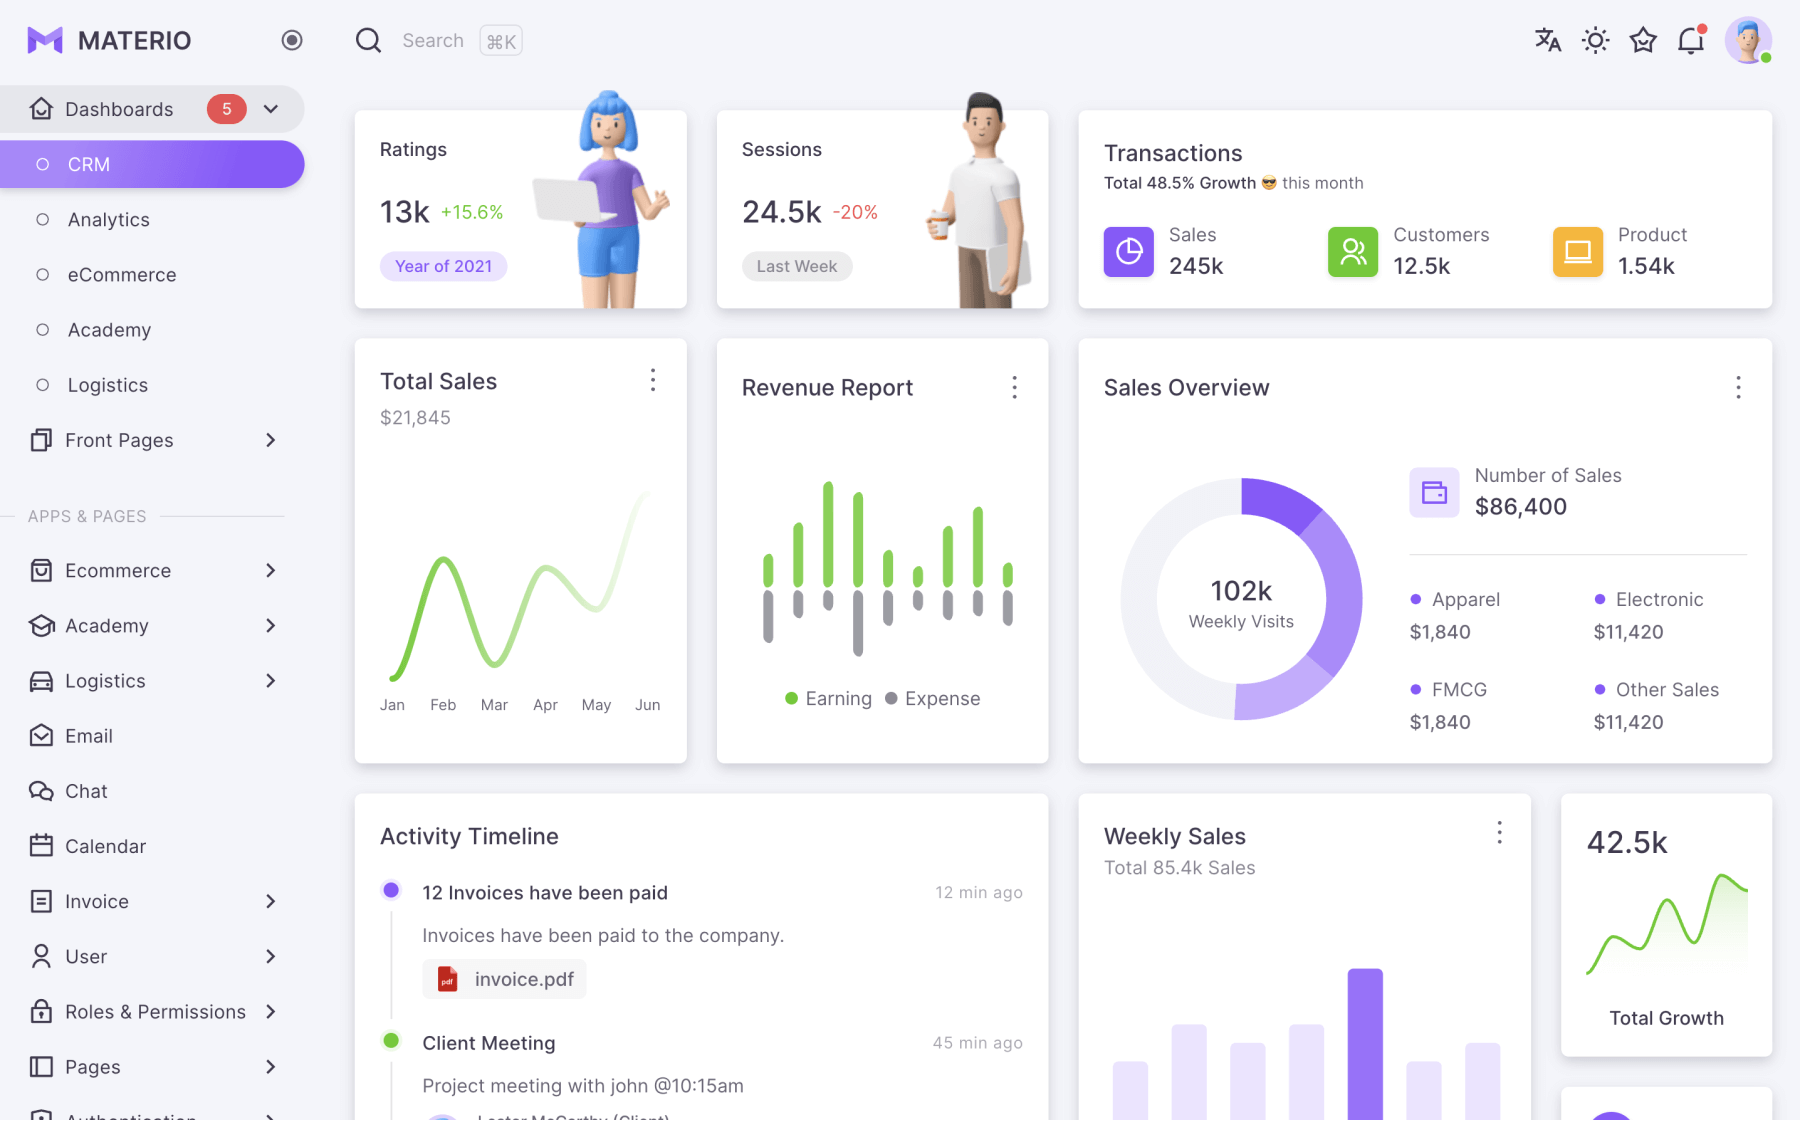 MATERIO
Search ⌘K
Dashboards 5
CRM
Analytics
eCommerce
Academy
Logistics
Front Pages
APPS & PAGES
Ecommerce
Academy
Logistics
Email
Chat
Calendar
Invoice
User
Roles & Permissions
Pages
Authentication
Ratings
13k +15.6%
Year of 2021
Sessions
24.5k -20%
Last Week
Transactions
Total 48.5% Growth 😎 this month
Sales
245k
Customers
12.5k
Product
1.54k
Total Sales
$21,845
Jan Feb Mar Apr May Jun
Revenue Report
Earning Expense
Sales Overview
102k
Weekly Visits
Number of Sales
$86,400
Apparel
$1,840
Electronic
$11,420
FMCG
$1,840
Other Sales
$11,420
Activity Timeline
12 Invoices have been paid 12 min ago
Invoices have been paid to the company.
pdf invoice.pdf
Client Meeting 45 min ago
Project meeting with john @10:15am
Lester McCarthy (Client)
Weekly Sales
Total 85.4k Sales
42.5k
Total Growth